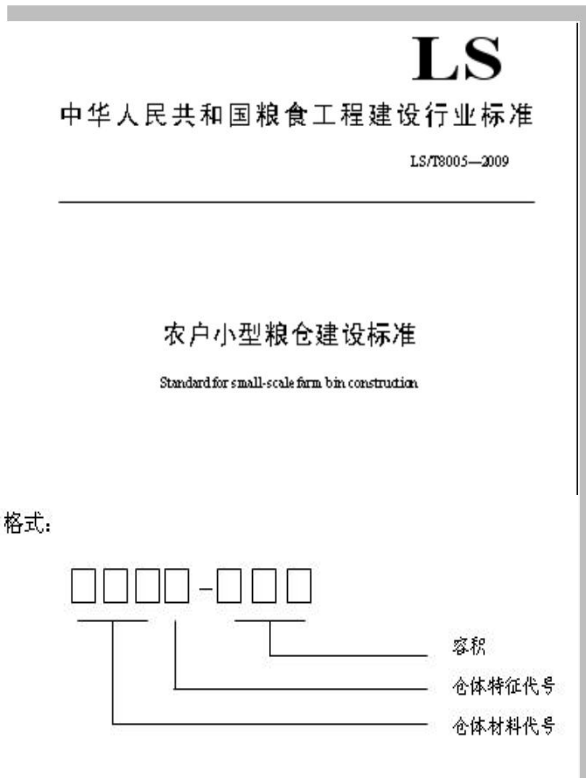 LS
中华人民共和国粮食工程建设行业标准
LS/T8005—2009
农户小型粮仓建设标准
Standard for small-scale farm bin construction
格式：
□□□□-□□□
容积
仓体特征代号
仓体材料代号